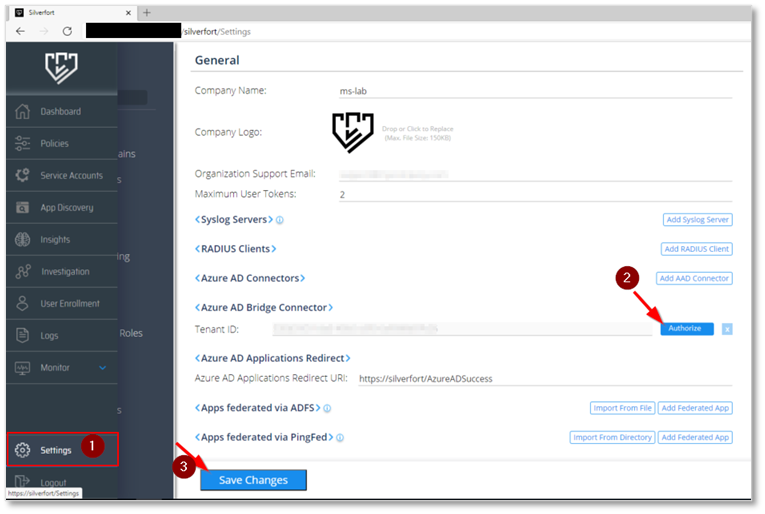 Silverfort
/silverfort/Settings
General
Company Name: ms-lab
Company Logo:
Drop or Click to Replace
(Max. File Size: 150KB)
Organization Support Email:
Maximum User Tokens: 2
<Syslog Servers> Add Syslog Server
<RADIUS Clients> Add RADIUS Client
<Azure AD Connectors> Add AAD Connector
2
<Azure AD Bridge Connector>
Tenant ID: Authorize x
<Azure AD Applications Redirect>
Azure AD Applications Redirect URI: https://silverfort/AzureADSuccess
<Apps federated via ADFS> Import From File Add Federated App
<Apps federated via PingFed> Import From Directory Add Federated App
3
Save Changes
Dashboard
Policies
ains
Service Accounts
s
App Discovery
Insights
ing
Investigation
User Enrollment
Logs
Roles
Monitor
s
Settings 1
Logout
https://silverfort/Settings